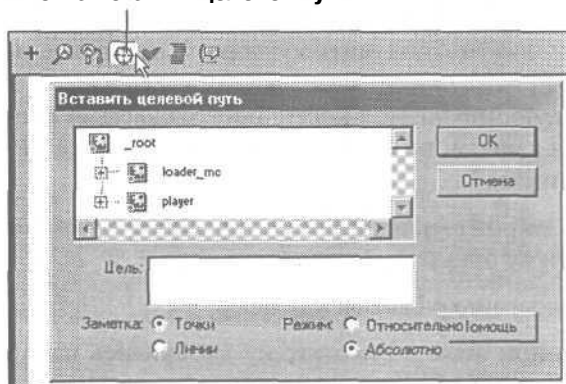 Вставить целевой путь
_root
loader_mc
player
OK
Отмена
Цель:
Заметка: Точки Режим: Относительно омощь
Линии Абсолютно